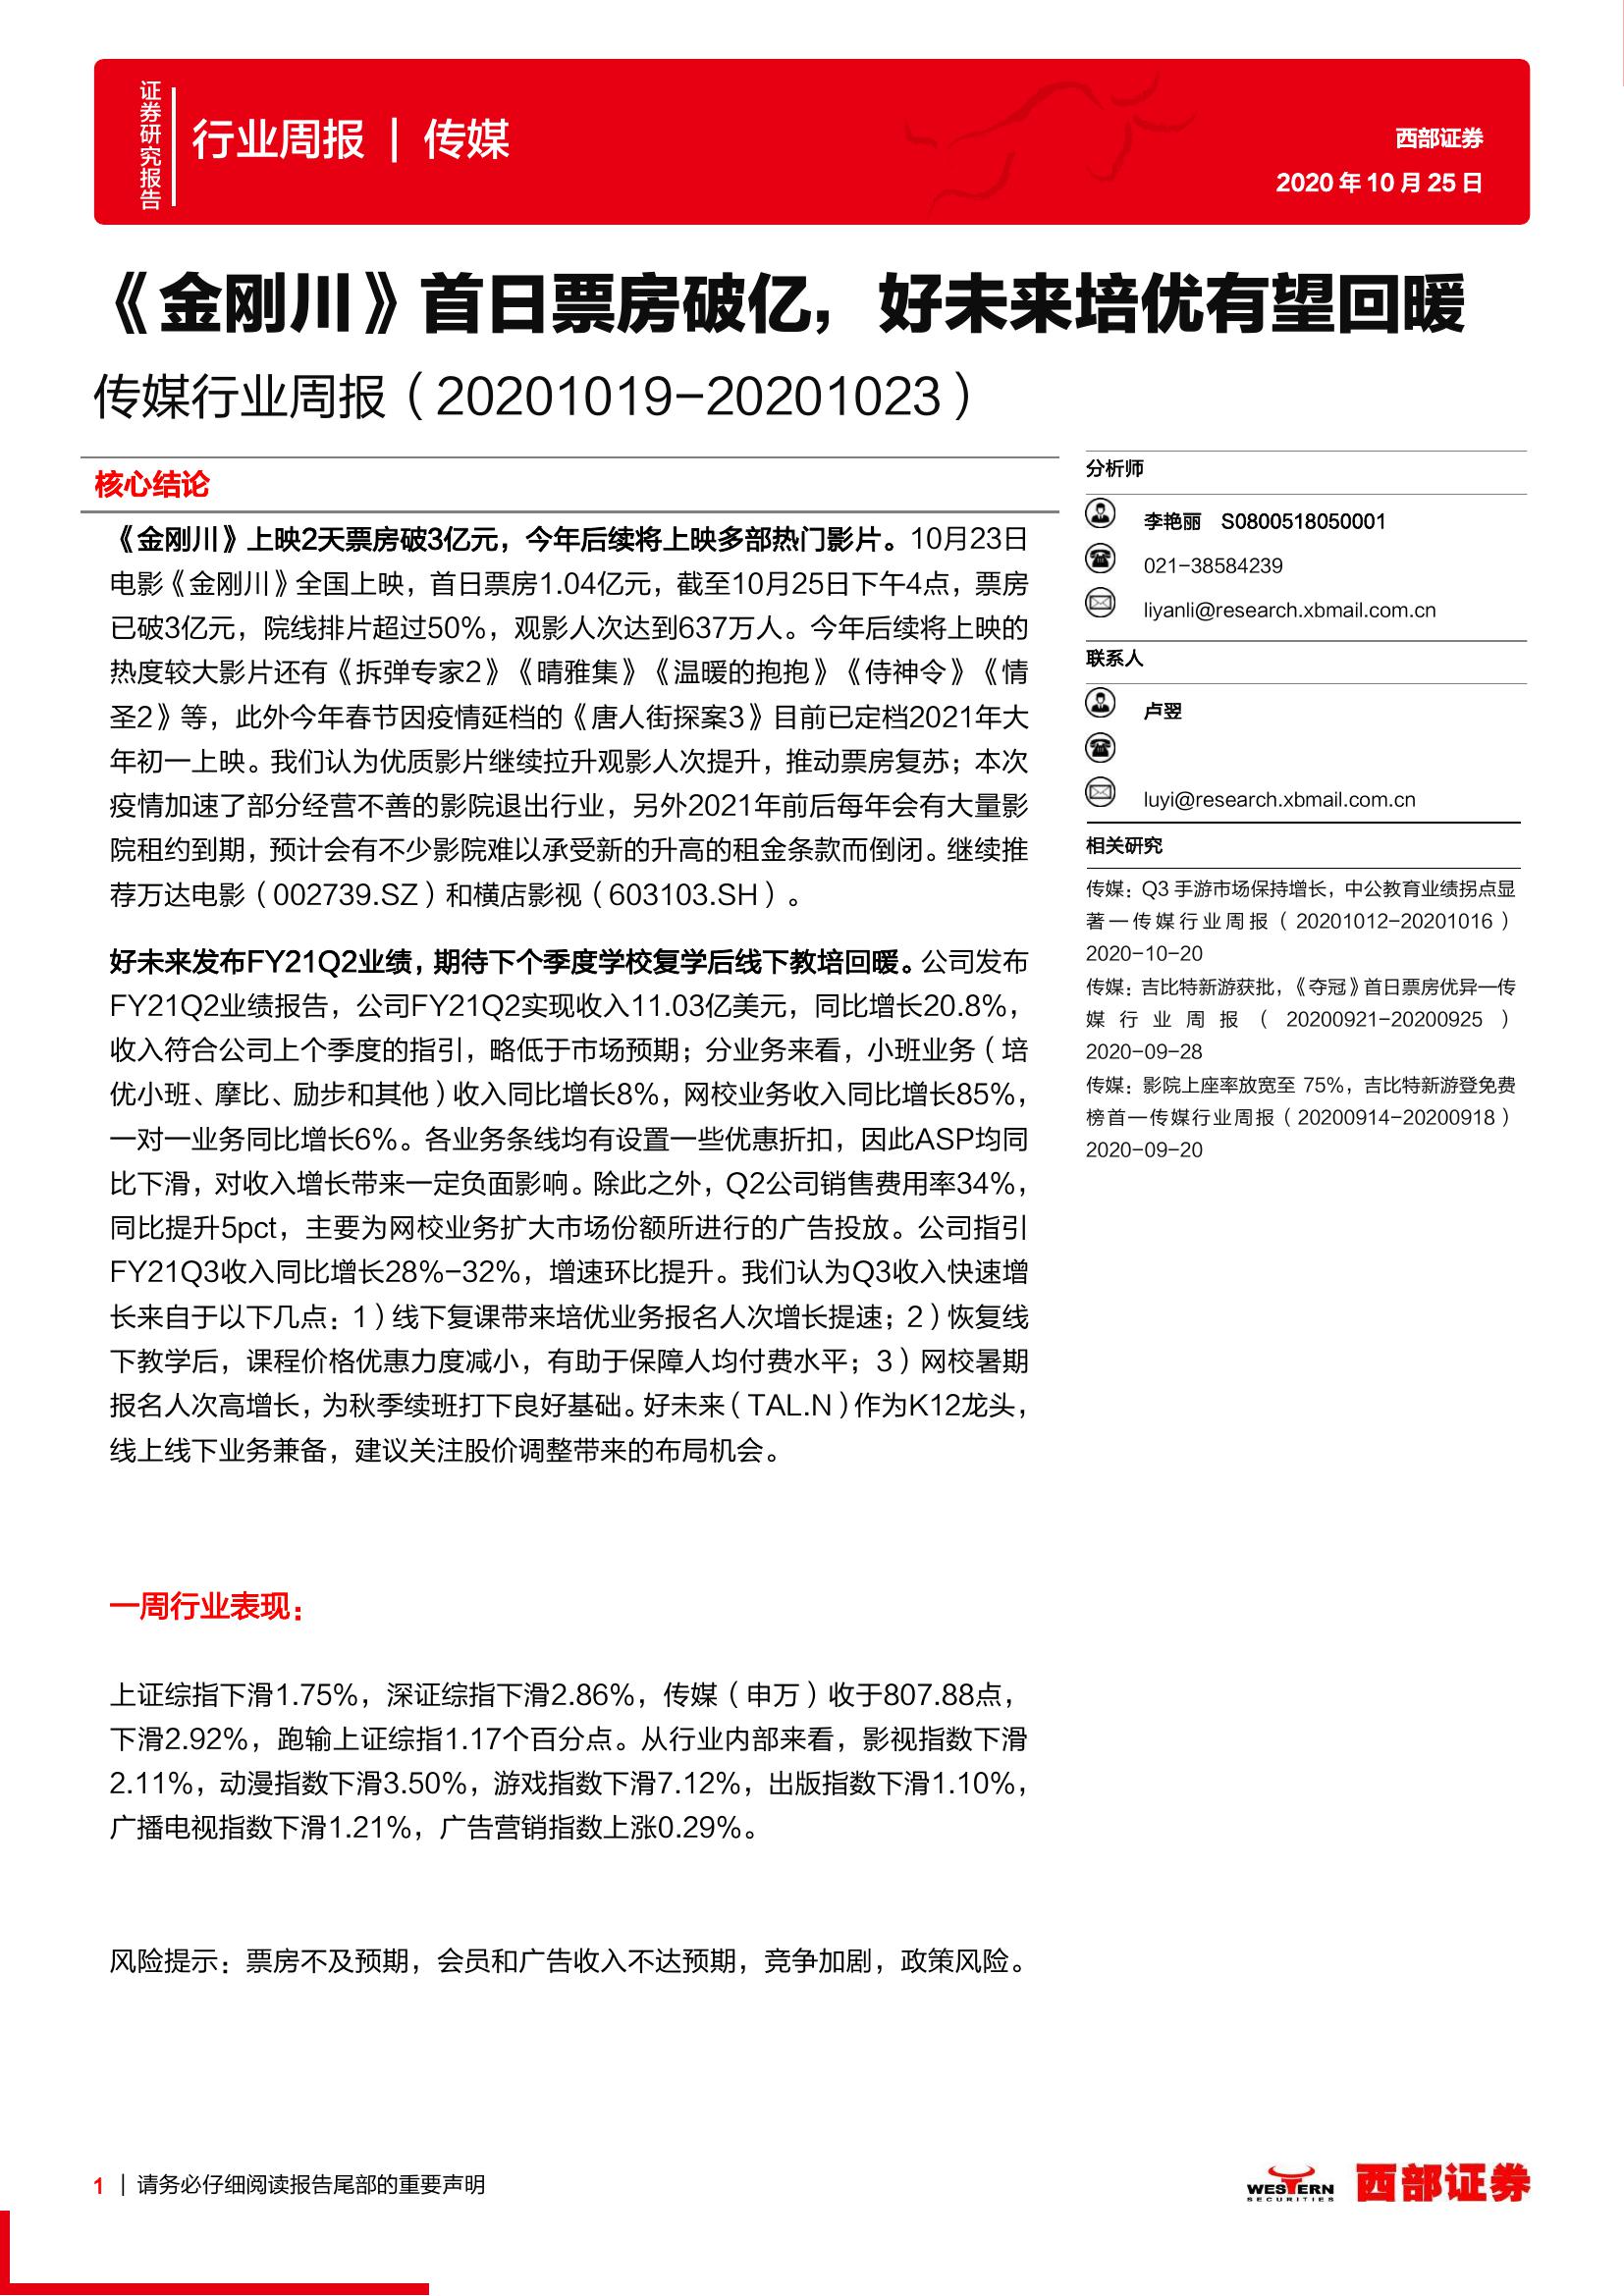 证券研究报告
行业周报 | 传媒
西部证券
2020 年 10 月 25 日
《金刚川》首日票房破亿，好未来培优有望回暖
传媒行业周报（20201019-20201023）
核心结论
《金刚川》上映2天票房破3亿元，今年后续将上映多部热门影片。10月23日
电影《金刚川》全国上映，首日票房1.04亿元，截至10月25日下午4点，票房
已破3亿元，院线排片超过50%，观影人次达到637万人。今年后续将上映的
热度较大影片还有《拆弹专家2》《晴雅集》《温暖的抱抱》《侍神令》《情
圣2》等，此外今年春节因疫情延档的《唐人街探案3》目前已定档2021年大
年初一上映。我们认为优质影片继续拉升观影人次提升，推动票房复苏；本次
疫情加速了部分经营不善的影院退出行业，另外2021年前后每年会有大量影
院租约到期，预计会有不少影院难以承受新的升高的租金条款而倒闭。继续推
荐万达电影（002739.SZ）和横店影视（603103.SH）。
好未来发布FY21Q2业绩，期待下个季度学校复学后线下教培回暖。公司发布
FY21Q2业绩报告，公司FY21Q2实现收入11.03亿美元，同比增长20.8%，
收入符合公司上个季度的指引，略低于市场预期；分业务来看，小班业务（培
优小班、摩比、励步和其他）收入同比增长8%，网校业务收入同比增长85%，
一对一业务同比增长6%。各业务条线均有设置一些优惠折扣，因此ASP均同
比下滑，对收入增长带来一定负面影响。除此之外，Q2公司销售费用率34%，
同比提升5pct，主要为网校业务扩大市场份额所进行的广告投放。公司指引
FY21Q3收入同比增长28%-32%，增速环比提升。我们认为Q3收入快速增
长来自于以下几点：1）线下复课带来培优业务报名人次增长提速；2）恢复线
下教学后，课程价格优惠力度减小，有助于保障人均付费水平；3）网校暑期
报名人次高增长，为秋季续班打下良好基础。好未来（TAL.N）作为K12龙头，
线上线下业务兼备，建议关注股价调整带来的布局机会。
一周行业表现：
上证综指下滑1.75%，深证综指下滑2.86%，传媒（申万）收于807.88点，
下滑2.92%，跑输上证综指1.17个百分点。从行业内部来看，影视指数下滑
2.11%，动漫指数下滑3.50%，游戏指数下滑7.12%，出版指数下滑1.10%，
广播电视指数下滑1.21%，广告营销指数上涨0.29%。
风险提示：票房不及预期，会员和广告收入不达预期，竞争加剧，政策风险。
分析师
李艳丽 S0800518050001
021-38584239
liyanli@research.xbmail.com.cn
联系人
卢翌
luyi@research.xbmail.com.cn
相关研究
传媒：Q3 手游市场保持增长，中公教育业绩拐点显
著—传媒行业周报（20201012-20201016）
2020-10-20
传媒：吉比特新游获批，《夺冠》首日票房优异—传
媒行业周报（20200921-20200925）
2020-09-28
传媒：影院上座率放宽至 75%，吉比特新游登免费
榜首—传媒行业周报（20200914-20200918）
2020-09-20
1 | 请务必仔细阅读报告尾部的重要声明
WESTERN
SECURITIES
西部证券